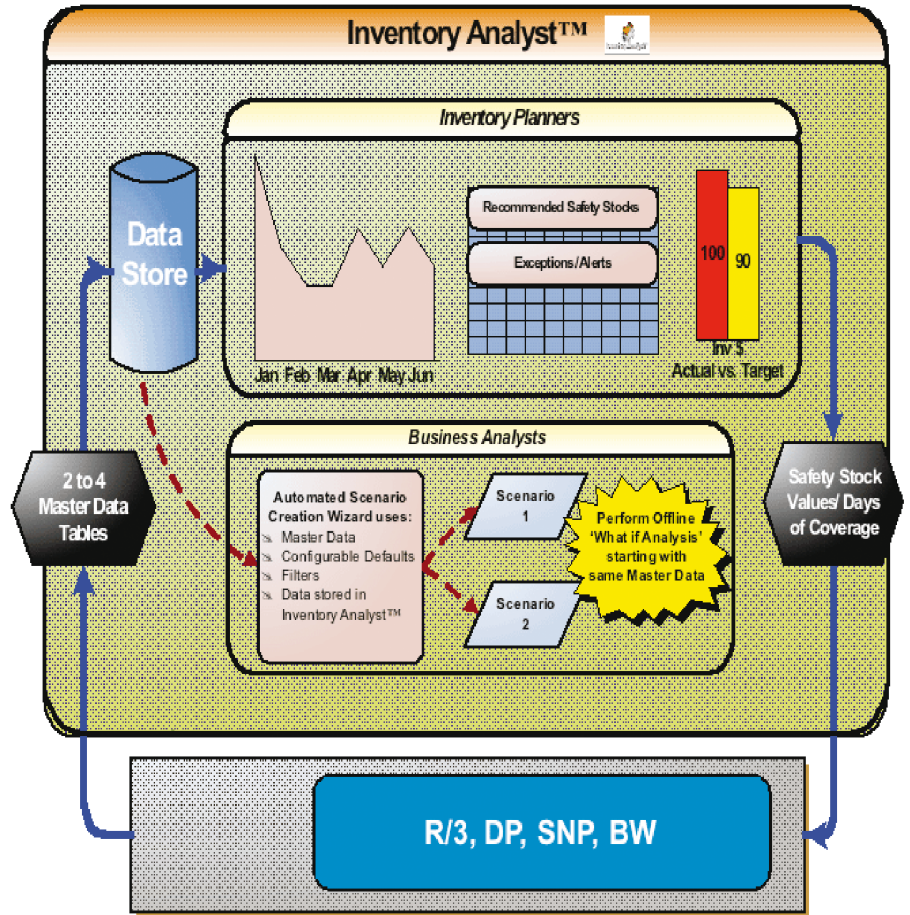 Inventory Analyst™
Inventory Planners
Data
Store
Recommended Safety Stocks
Exceptions/Alerts
100
90
Jan Feb Mar Apr May Jun
Inv $
Actual vs. Target
Business Analysts
2 to 4
Master Data
Tables
Automated Scenario
Creation Wizard uses:
Master Data
Configurable Defaults
Filters
Data stored in
Inventory Analyst™
Scenario
1
Scenario
2
Perform Offline
‘What if Analysis’
starting with
same Master Data
Safety Stock
Values/ Days
of Coverage
R/3, DP, SNP, BW